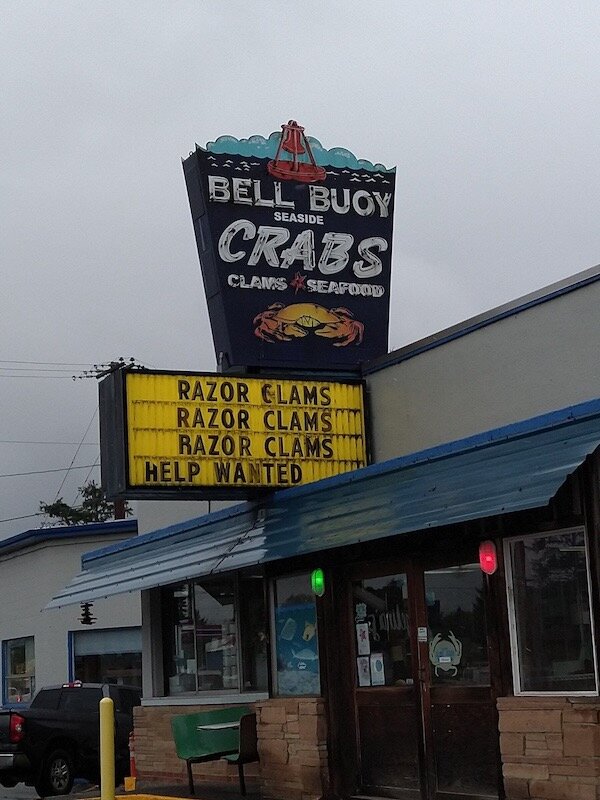 BELL BUOY
SEASIDE
CRABS
CLAMS SEAFOOD
RAZOR CLAMS
RAZOR CLAMS
RAZOR CLAMS
HELP WANTED